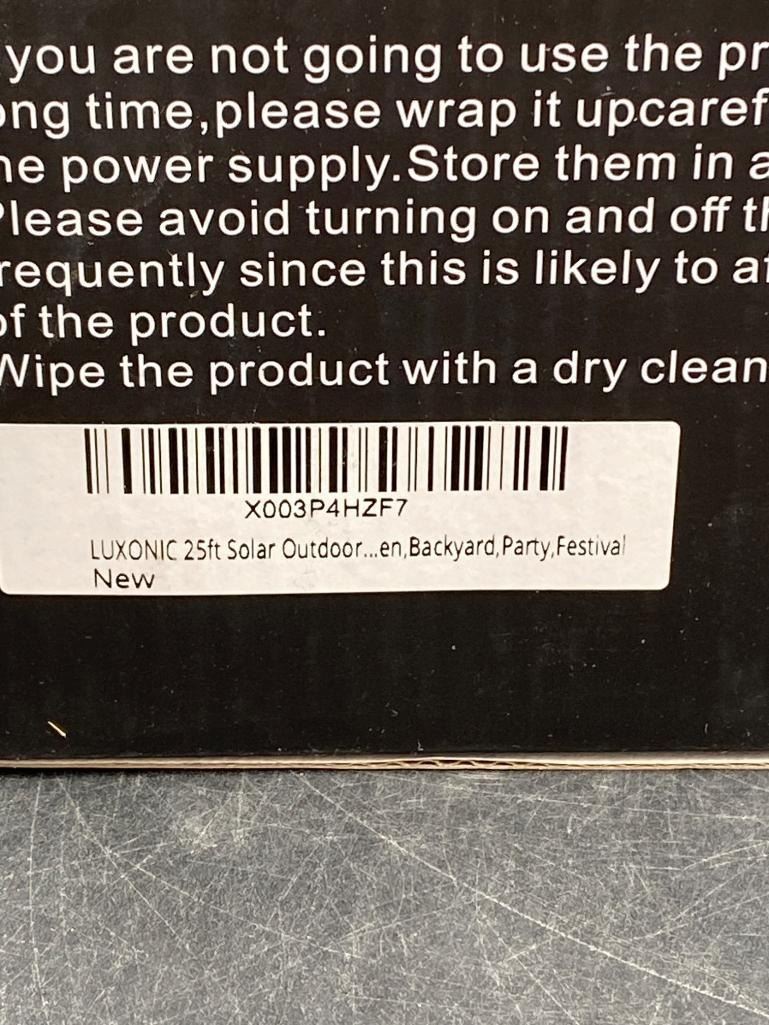 you are not going to use the pr
ong time,please wrap it upcaref
he power supply.Store them in a
Please avoid turning on and off th
requently since this is likely to af
of the product.
Wipe the product with a dry clean
X003P4HZF7
LUXONIC 25ft Solar Outdoor...en,Backyard,Party,Festival
New